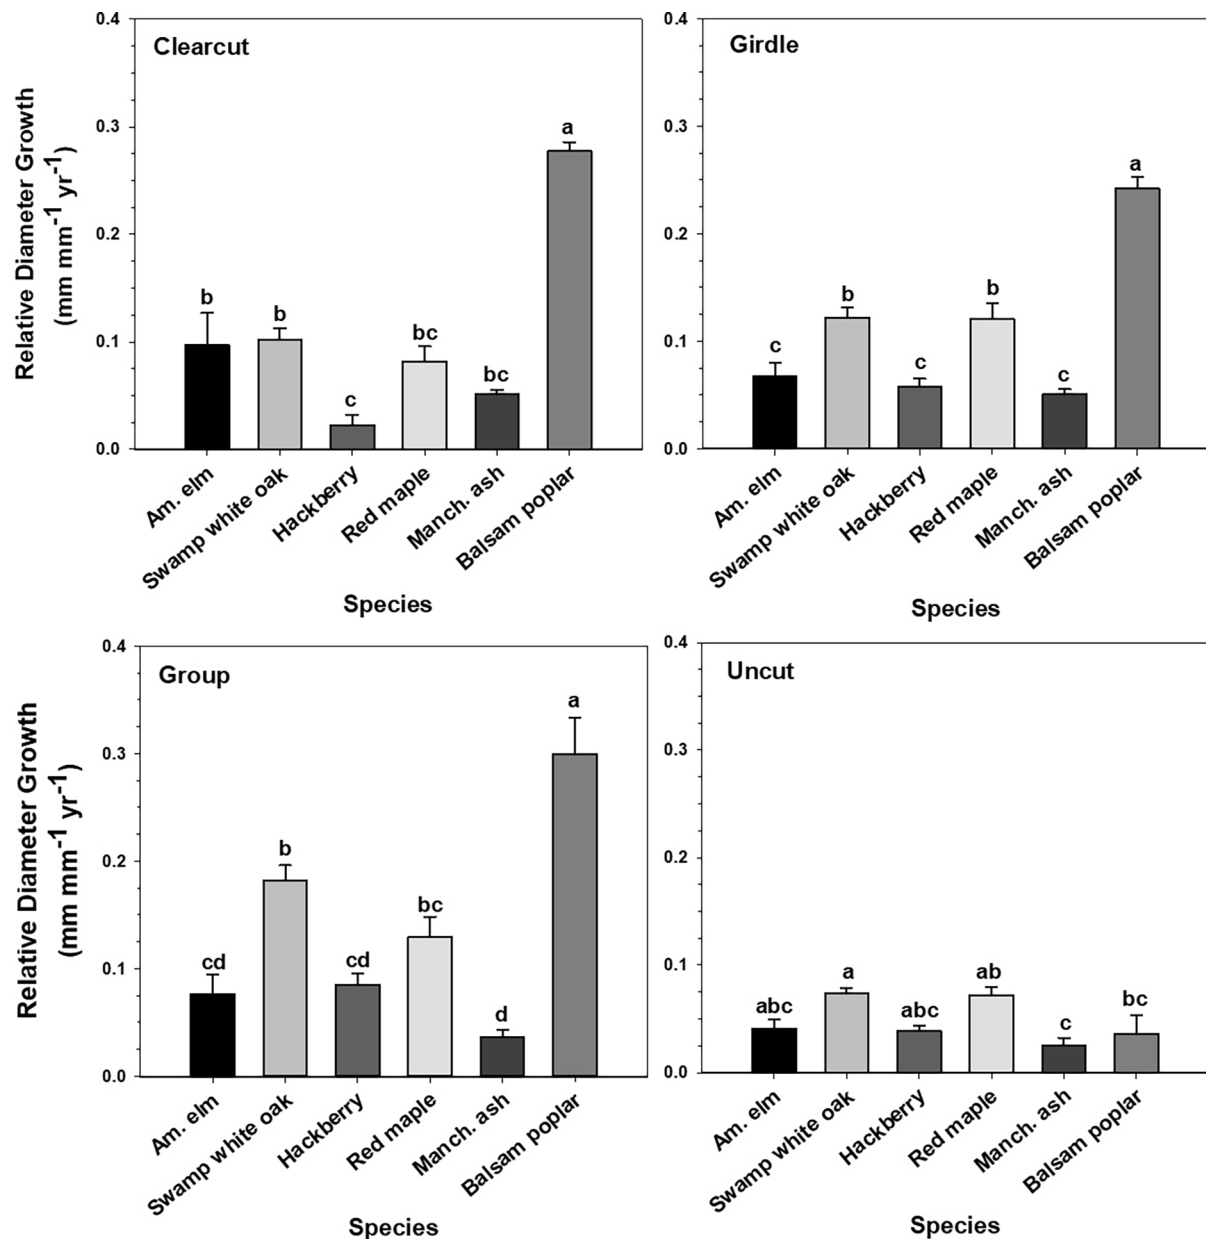 Clearcut
Relative Diameter Growth
(mm mm⁻¹ yr⁻¹)
0.4
0.3
0.2
0.1
0.0
b
b
c
bc
bc
a
Am. elm
Swamp white oak
Hackberry
Red maple
Manch. ash
Balsam poplar
Species
Girdle
0.4
0.3
0.2
0.1
0.0
c
b
c
b
c
a
Am. elm
Swamp white oak
Hackberry
Red maple
Manch. ash
Balsam poplar
Species
Group
Relative Diameter Growth
(mm mm⁻¹ yr⁻¹)
0.4
0.3
0.2
0.1
0.0
cd
b
cd
bc
d
a
Am. elm
Swamp white oak
Hackberry
Red maple
Manch. ash
Balsam poplar
Species
Uncut
0.4
0.3
0.2
0.1
0.0
abc
a
abc
ab
c
bc
Am. elm
Swamp white oak
Hackberry
Red maple
Manch. ash
Balsam poplar
Species